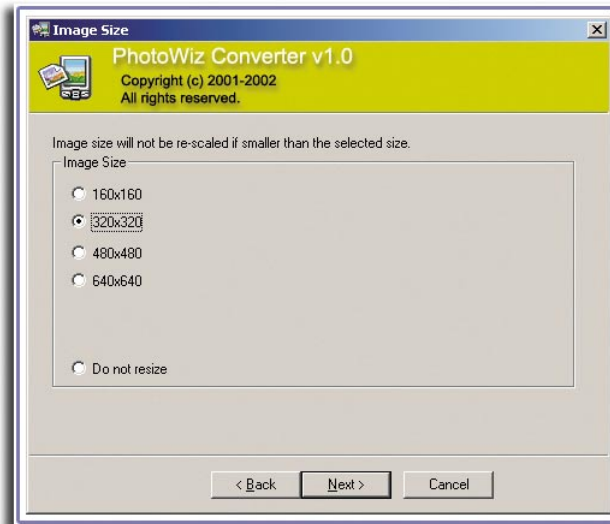 Image Size
PhotoWiz Converter v1.0
Copyright (c) 2001-2002
All rights reserved.
Image size will not be re-scaled if smaller than the selected size.
Image Size
160x160
320x320
480x480
640x640
Do not resize
< Back
Next >
Cancel